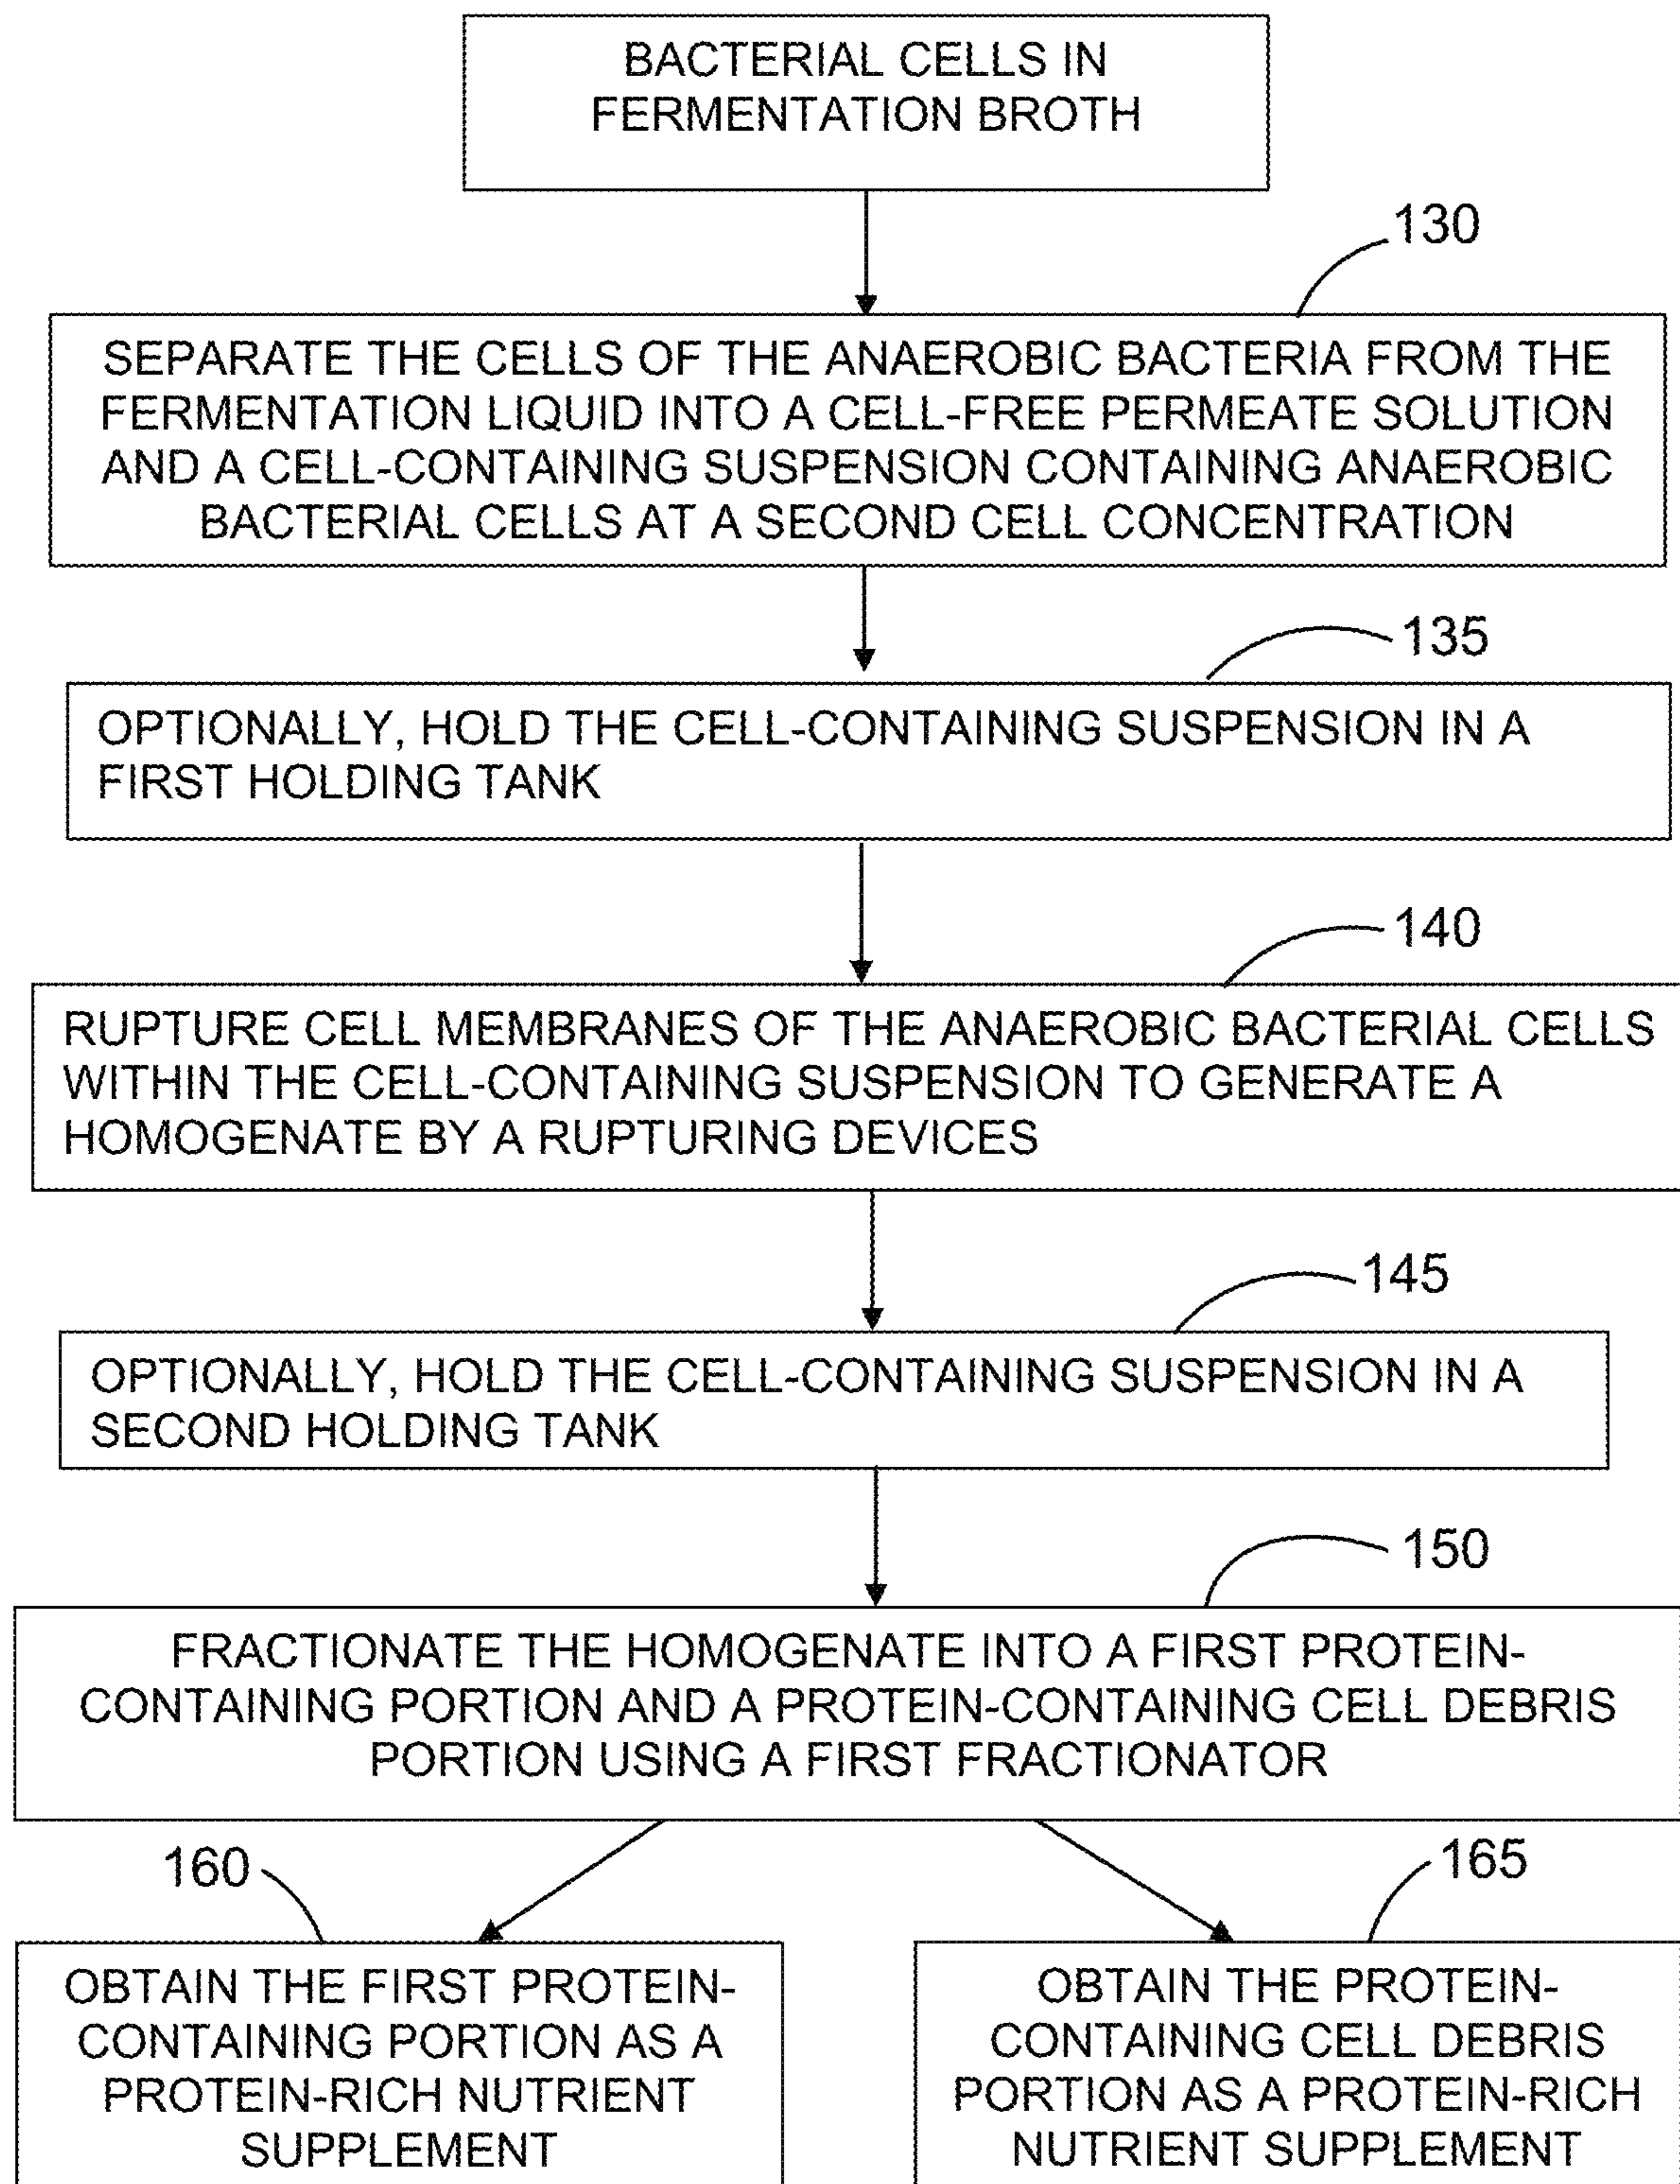 BACTERIAL CELLS IN
FERMENTATION BROTH
130
SEPARATE THE CELLS OF THE ANAEROBIC BACTERIA FROM THE
FERMENTATION LIQUID INTO A CELL-FREE PERMEATE SOLUTION
AND A CELL-CONTAINING SUSPENSION CONTAINING ANAEROBIC
BACTERIAL CELLS AT A SECOND CELL CONCENTRATION
135
OPTIONALLY, HOLD THE CELL-CONTAINING SUSPENSION IN A
FIRST HOLDING TANK
140
RUPTURE CELL MEMBRANES OF THE ANAEROBIC BACTERIAL CELLS
WITHIN THE CELL-CONTAINING SUSPENSION TO GENERATE A
HOMOGENATE BY A RUPTURING DEVICES
145
OPTIONALLY, HOLD THE CELL-CONTAINING SUSPENSION IN A
SECOND HOLDING TANK
150
FRACTIONATE THE HOMOGENATE INTO A FIRST PROTEIN-
CONTAINING PORTION AND A PROTEIN-CONTAINING CELL DEBRIS
PORTION USING A FIRST FRACTIONATOR
160
OBTAIN THE FIRST PROTEIN-
CONTAINING PORTION AS A
PROTEIN-RICH NUTRIENT
SUPPLEMENT
165
OBTAIN THE PROTEIN-
CONTAINING CELL DEBRIS
PORTION AS A PROTEIN-RICH
NUTRIENT SUPPLEMENT